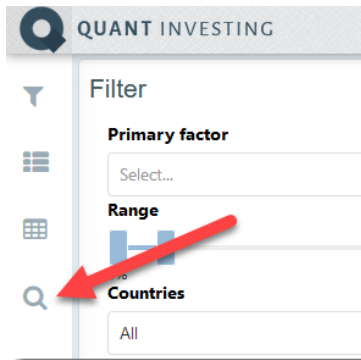 QUANT INVESTING
Filter
Primary factor
Select...
Range
%
Countries
All